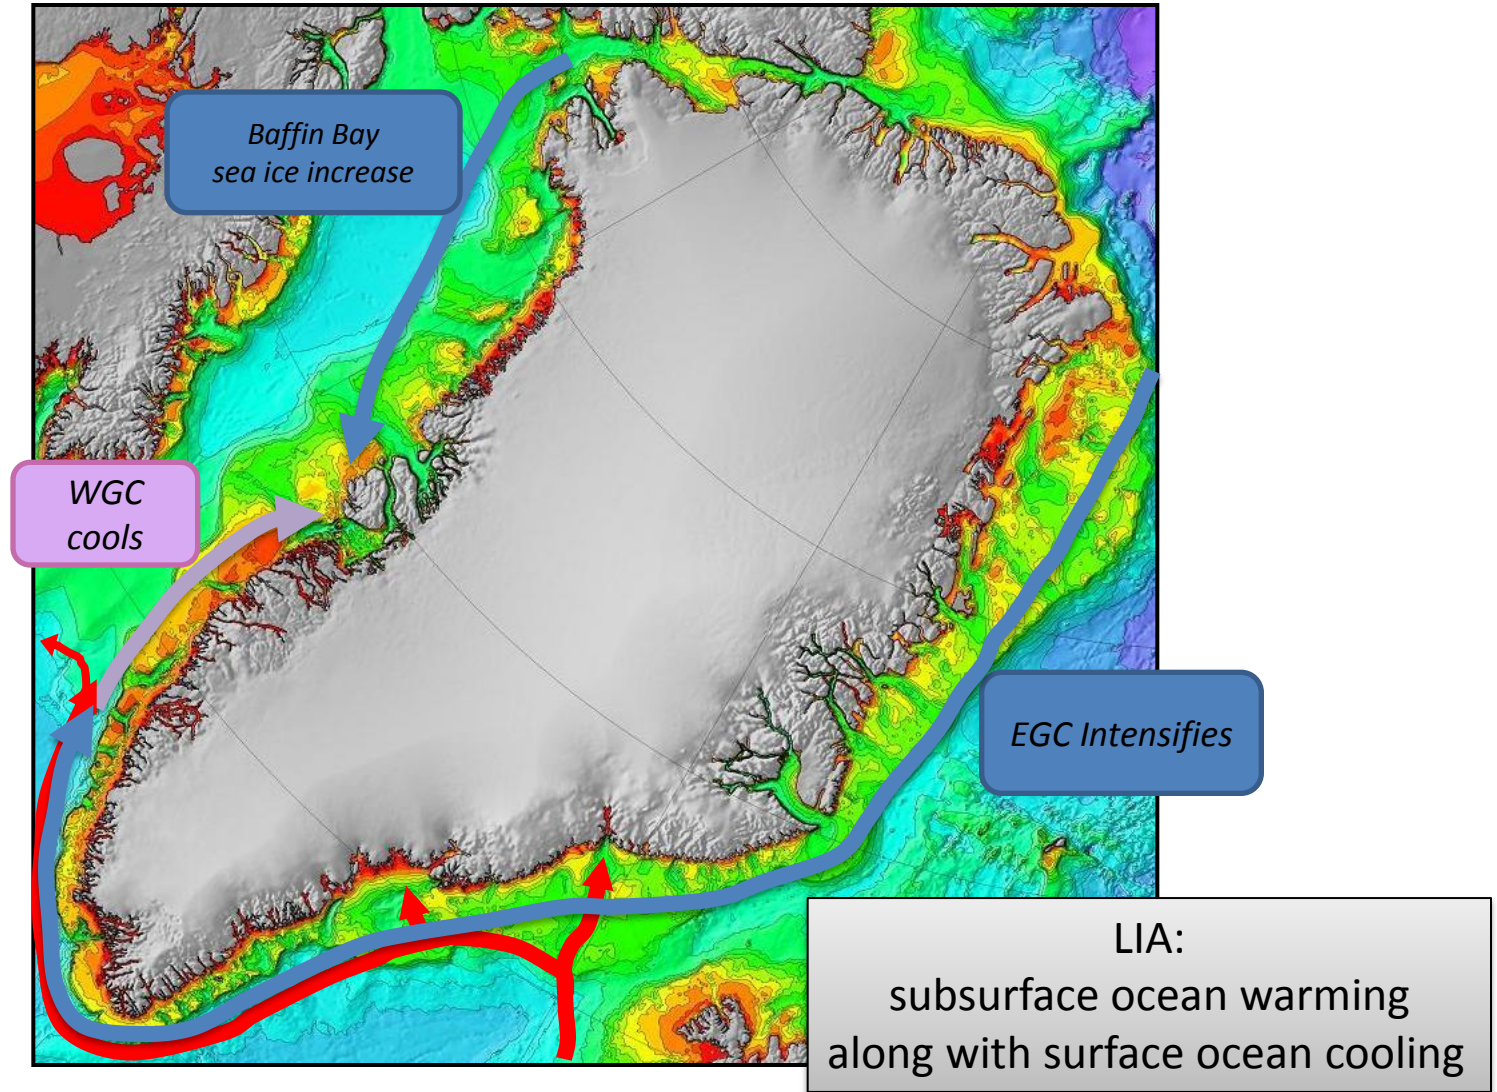 Baffin Bay
sea ice increase
WGC
cools
EGC Intensifies
LIA:
subsurface ocean warming
along with surface ocean cooling